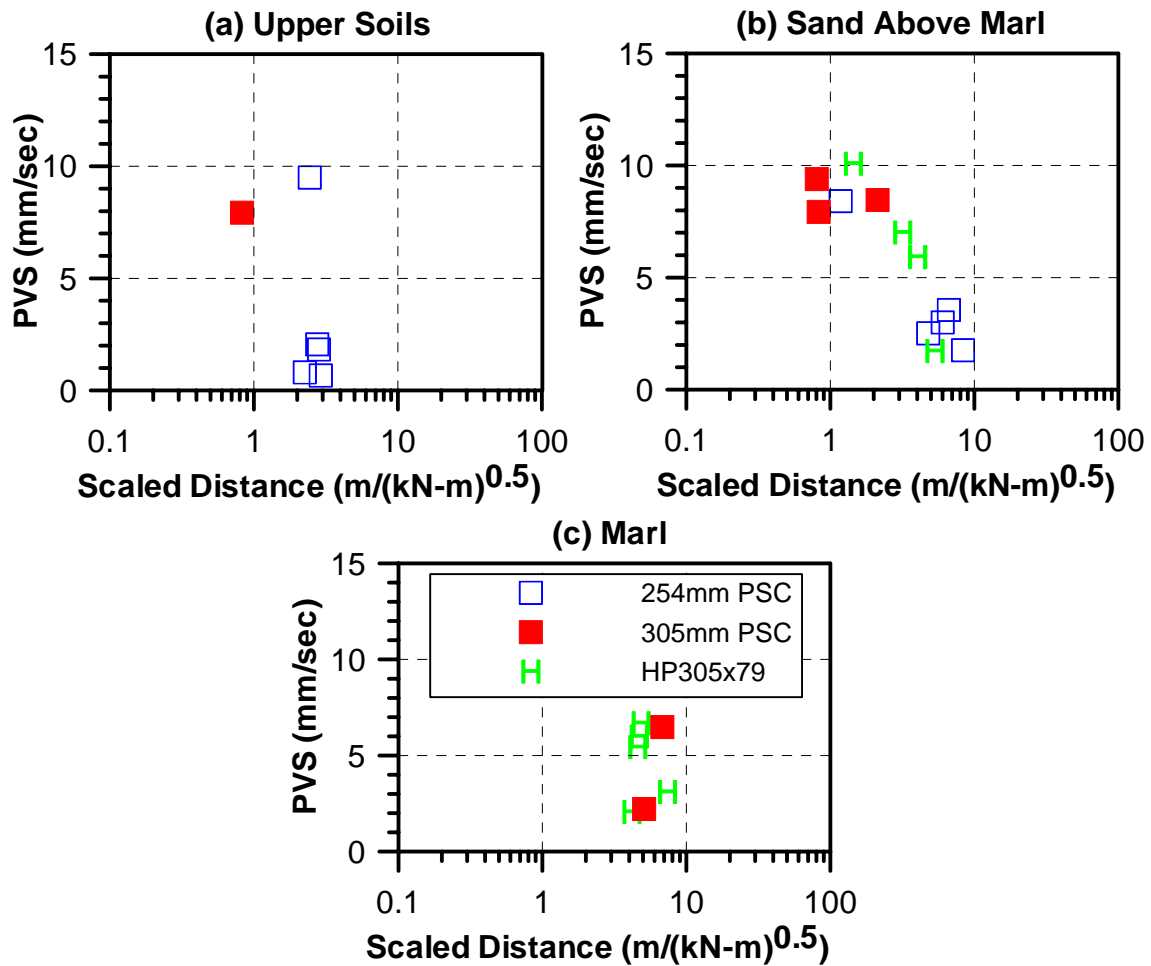 (a) Upper Soils
15
10
5
0
PVS (mm/sec)
0.1 1 10 100
Scaled Distance (m/(kN-m)0.5)
(b) Sand Above Marl
15
10
5
0
PVS (mm/sec)
0.1 1 10 100
Scaled Distance (m/(kN-m)0.5)
(c) Marl
15
10
5
0
PVS (mm/sec)
254mm PSC
305mm PSC
HP305x79
0.1 1 10 100
Scaled Distance (m/(kN-m)0.5)